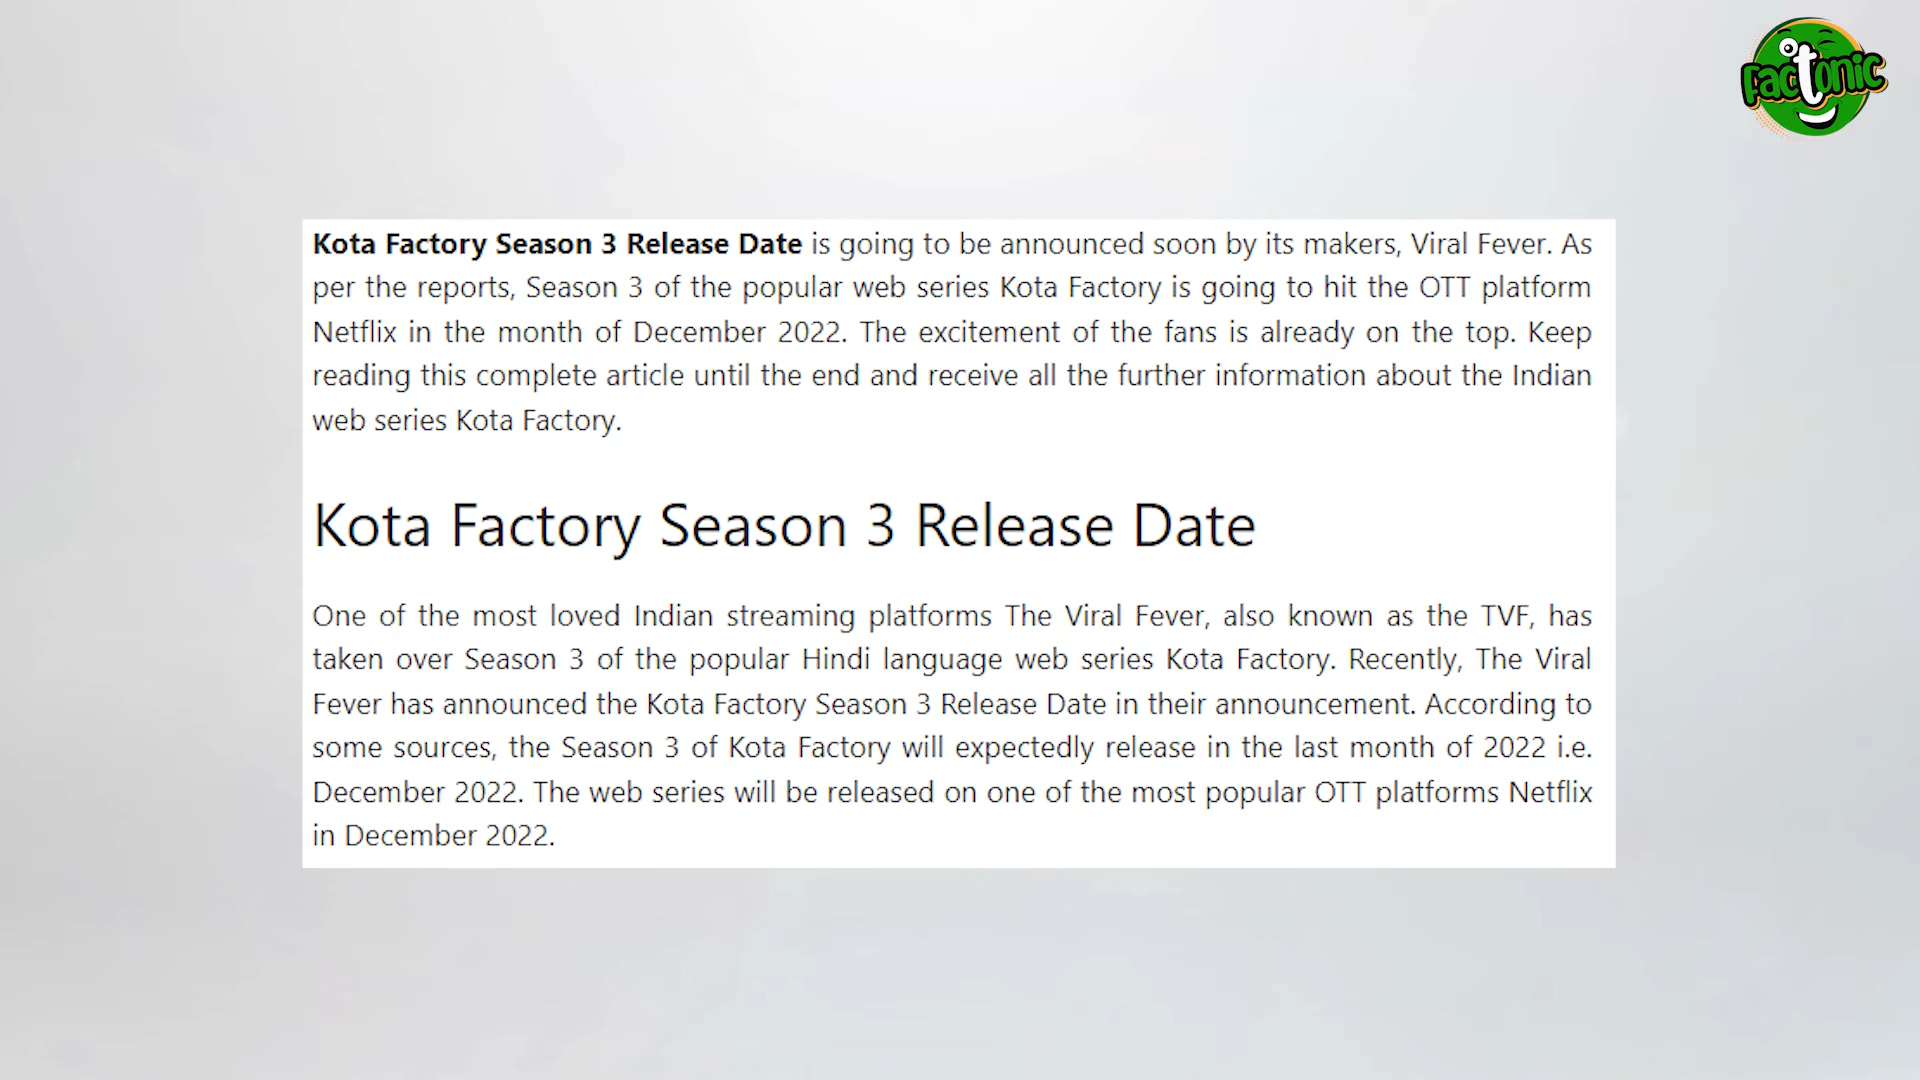 Factonic
Kota Factory Season 3 Release Date is going to be announced soon by its makers, Viral Fever. As
per the reports, Season 3 of the popular web series Kota Factory is going to hit the OTT platform
Netflix in the month of December 2022. The excitement of the fans is already on the top. Keep
reading this complete article until the end and receive all the further information about the Indian
web series Kota Factory.
Kota Factory Season 3 Release Date
One of the most loved Indian streaming platforms The Viral Fever, also known as the TVF, has
taken over Season 3 of the popular Hindi language web series Kota Factory. Recently, The Viral
Fever has announced the Kota Factory Season 3 Release Date in their announcement. According to
some sources, the Season 3 of Kota Factory will expectedly release in the last month of 2022 i.e.
December 2022. The web series will be released on one of the most popular OTT platforms Netflix
in December 2022.